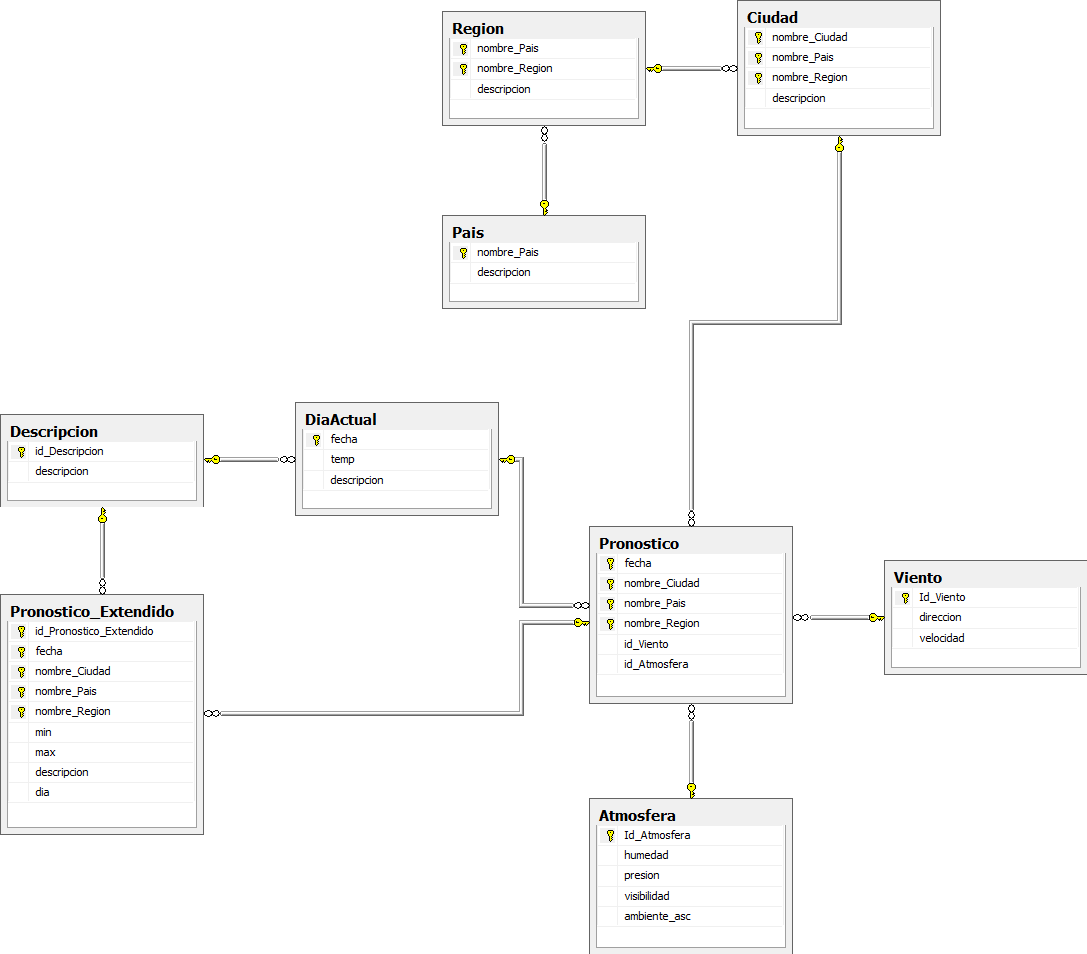 Region
nombre_Pais
nombre_Region
descripcion
Ciudad
nombre_Ciudad
nombre_Pais
nombre_Region
descripcion
Pais
nombre_Pais
descripcion
Descripcion
id_Descripcion
descripcion
DiaActual
fecha
temp
descripcion
Pronostico
fecha
nombre_Ciudad
nombre_Pais
nombre_Region
id_Viento
id_Atmosfera
Viento
Id_Viento
direccion
velocidad
Pronostico_Extendido
id_Pronostico_Extendido
fecha
nombre_Ciudad
nombre_Pais
nombre_Region
min
max
descripcion
dia
Atmosfera
Id_Atmosfera
humedad
presion
visibilidad
ambiente_asc